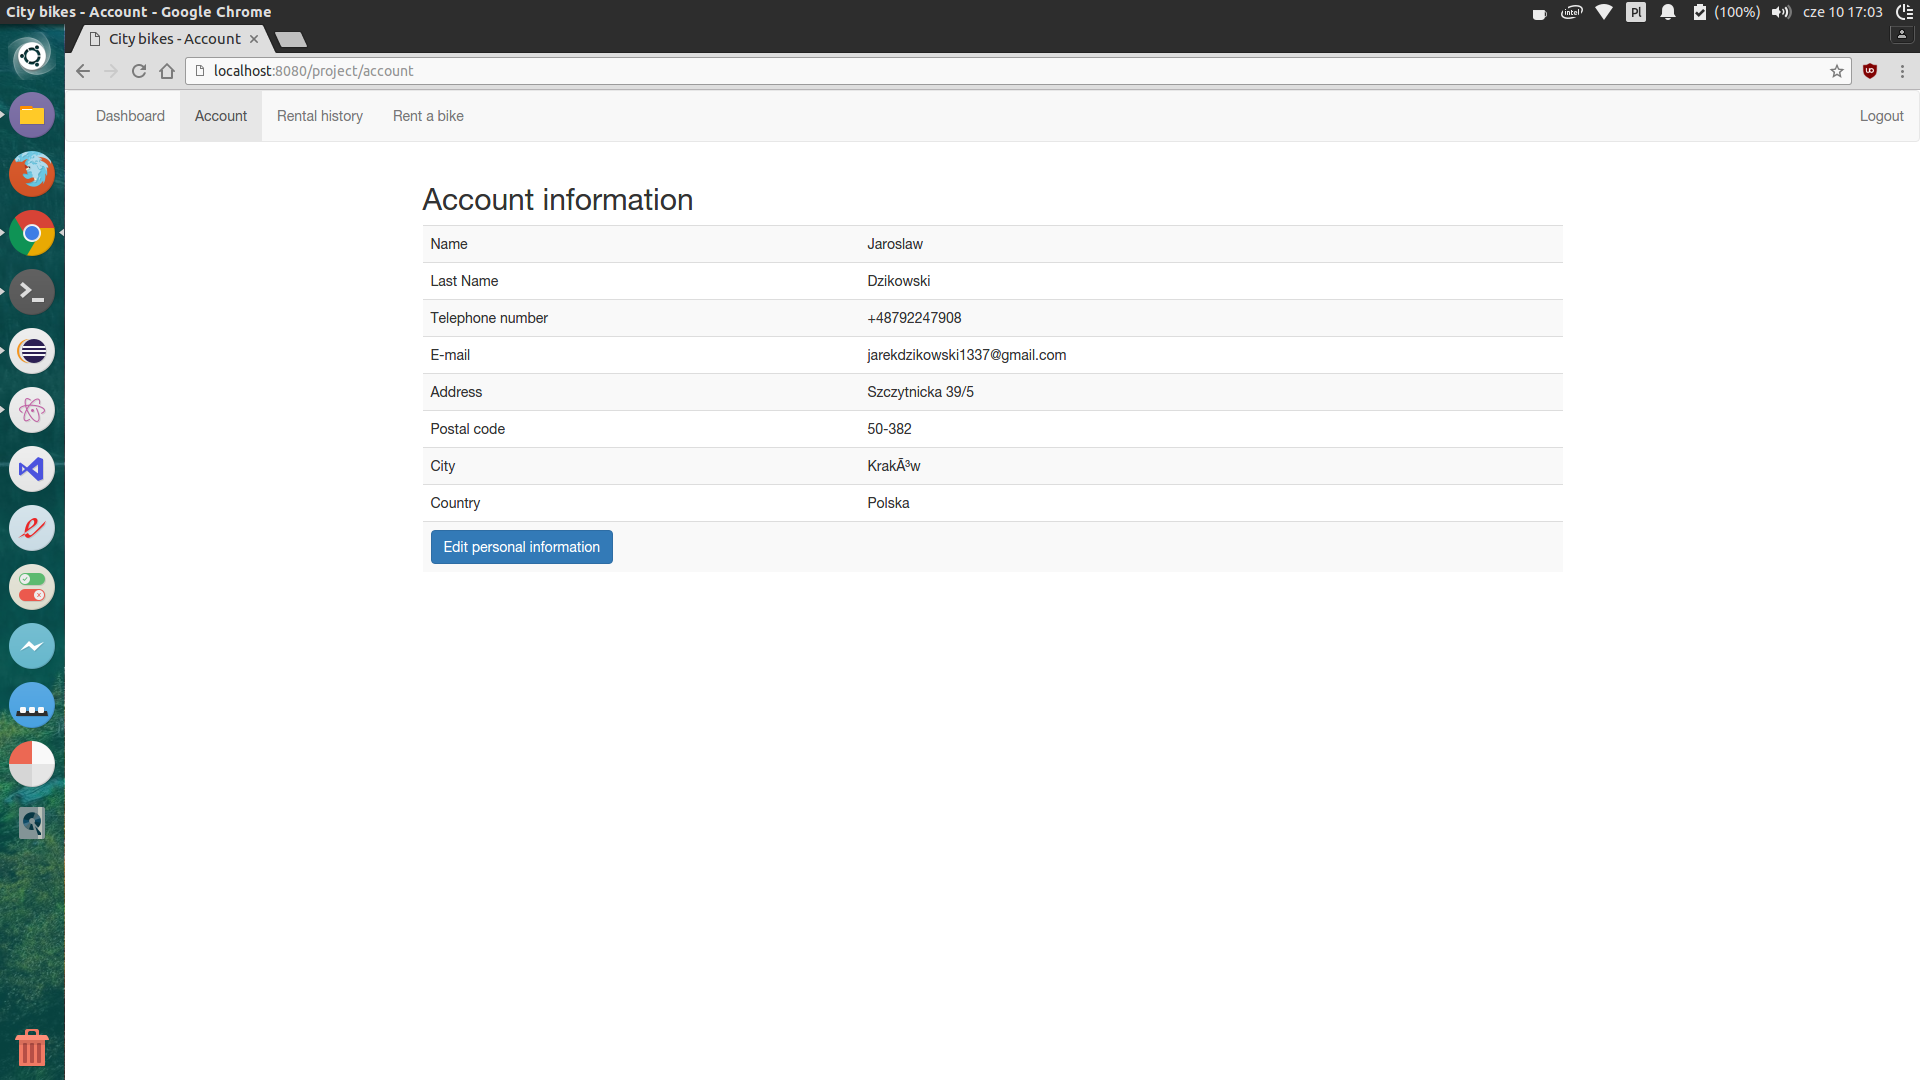 City bikes - Account - Google Chrome
intel
Pl
(100%)
cze 10 17:03
City bikes - Account
localhost:8080/project/account
Dashboard
Account
Rental history
Rent a bike
Logout
Account information
Name Jaroslaw
Last Name Dzikowski
Telephone number +48792247908
E-mail jarekdzikowski1337@gmail.com
Address Szczytnicka 39/5
Postal code 50-382
City KrakÃ³w
Country Polska
Edit personal information